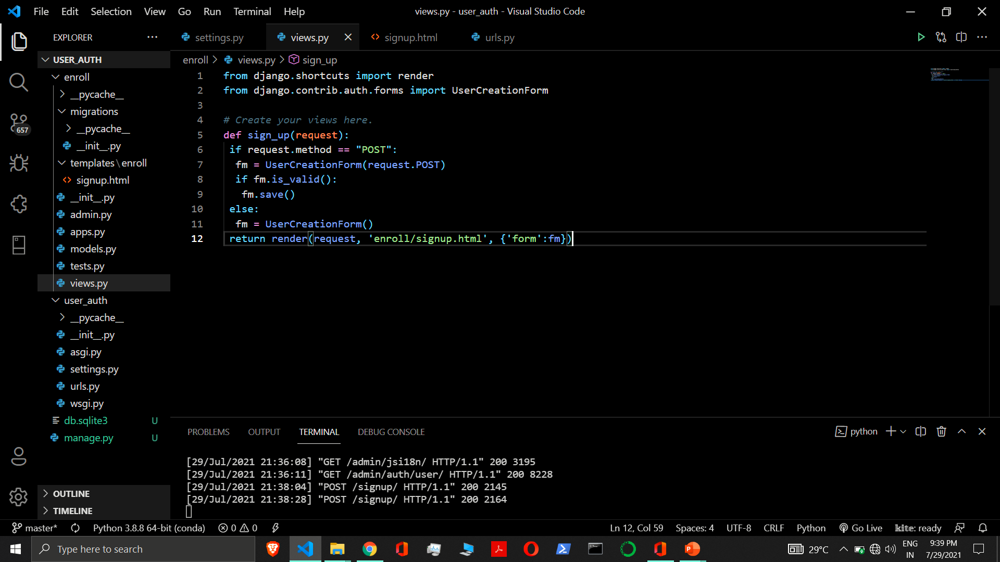 File Edit Selection View Go Run Terminal Help
views.py - user_auth - Visual Studio Code
EXPLORER
settings.py
views.py
signup.html
urls.py
USER_AUTH
enroll
__pycache__
migrations
__pycache__
__init__.py
templates\enroll
signup.html
__init__.py
admin.py
apps.py
models.py
tests.py
views.py
user_auth
__pycache__
__init__.py
asgi.py
settings.py
urls.py
wsgi.py
db.sqlite3 U
manage.py U
OUTLINE
TIMELINE
657
enroll > views.py > sign_up
1 from django.shortcuts import render
2 from django.contrib.auth.forms import UserCreationForm
3
4 # Create your views here.
5 def sign_up(request):
6 if request.method == "POST":
7 fm = UserCreationForm(request.POST)
8 if fm.is_valid():
9 fm.save()
10 else:
11 fm = UserCreationForm()
12 return render(request, 'enroll/signup.html', {'form':fm})
PROBLEMS OUTPUT TERMINAL DEBUG CONSOLE
python
[29/Jul/2021 21:36:08] "GET /admin/jsi18n/ HTTP/1.1" 200 3195
[29/Jul/2021 21:36:11] "GET /admin/auth/user/ HTTP/1.1" 200 8228
[29/Jul/2021 21:38:04] "POST /signup/ HTTP/1.1" 200 2145
[29/Jul/2021 21:38:28] "POST /signup/ HTTP/1.1" 200 2164
master* Python 3.8.8 64-bit (conda) 0 0 Ln 12, Col 59 Spaces: 4 UTF-8 CRLF Python Go Live kite: ready
Type here to search
29°C
ENG
IN
9:39 PM
7/29/2021